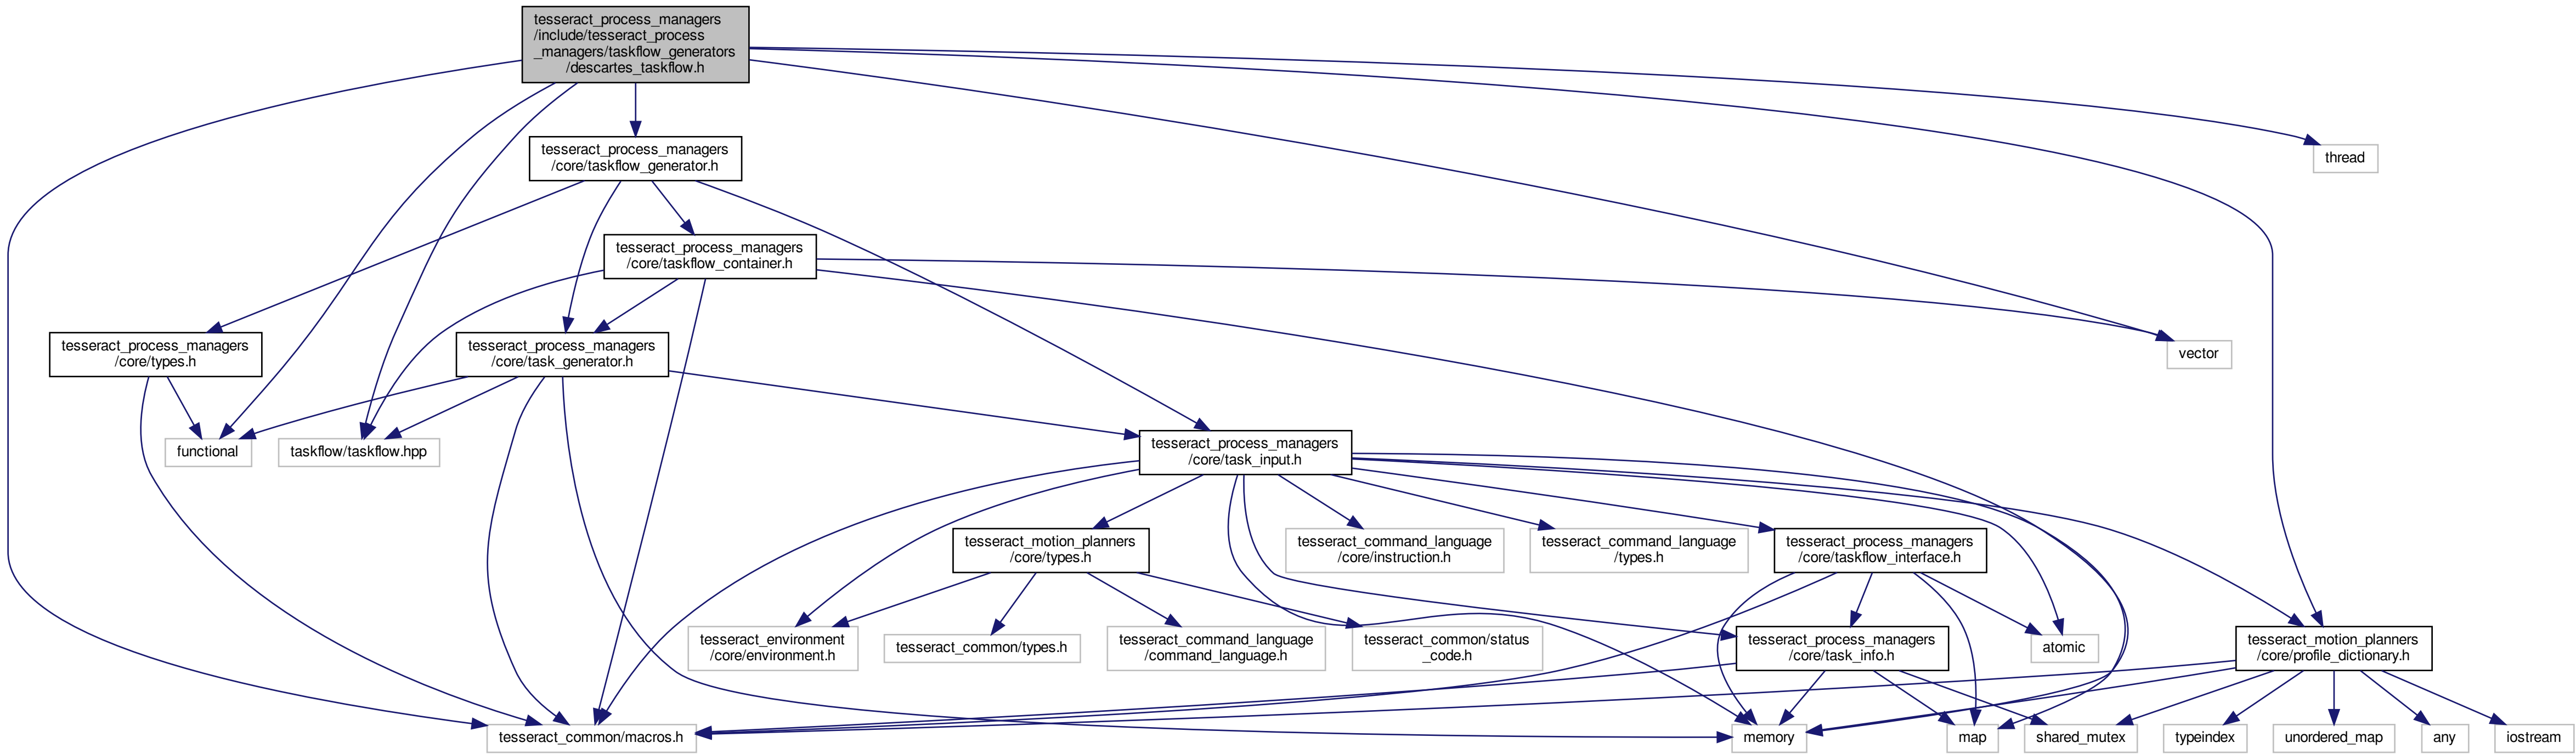 tesseract_process_managers
/include/tesseract_process
_managers/taskflow_generators
/descartes_taskflow.h
tesseract_process_managers
/core/taskflow_generator.h
thread
tesseract_process_managers
/core/taskflow_container.h
tesseract_process_managers
/core/types.h
tesseract_process_managers
/core/task_generator.h
vector
functional
taskflow/taskflow.hpp
tesseract_process_managers
/core/task_input.h
tesseract_motion_planners
/core/types.h
tesseract_command_language
/core/instruction.h
tesseract_command_language
/types.h
tesseract_process_managers
/core/taskflow_interface.h
tesseract_environment
/core/environment.h
tesseract_common/types.h
tesseract_command_language
/command_language.h
tesseract_common/status
_code.h
tesseract_process_managers
/core/task_info.h
atomic
tesseract_motion_planners
/core/profile_dictionary.h
tesseract_common/macros.h
memory
map
shared_mutex
typeindex
unordered_map
any
iostream